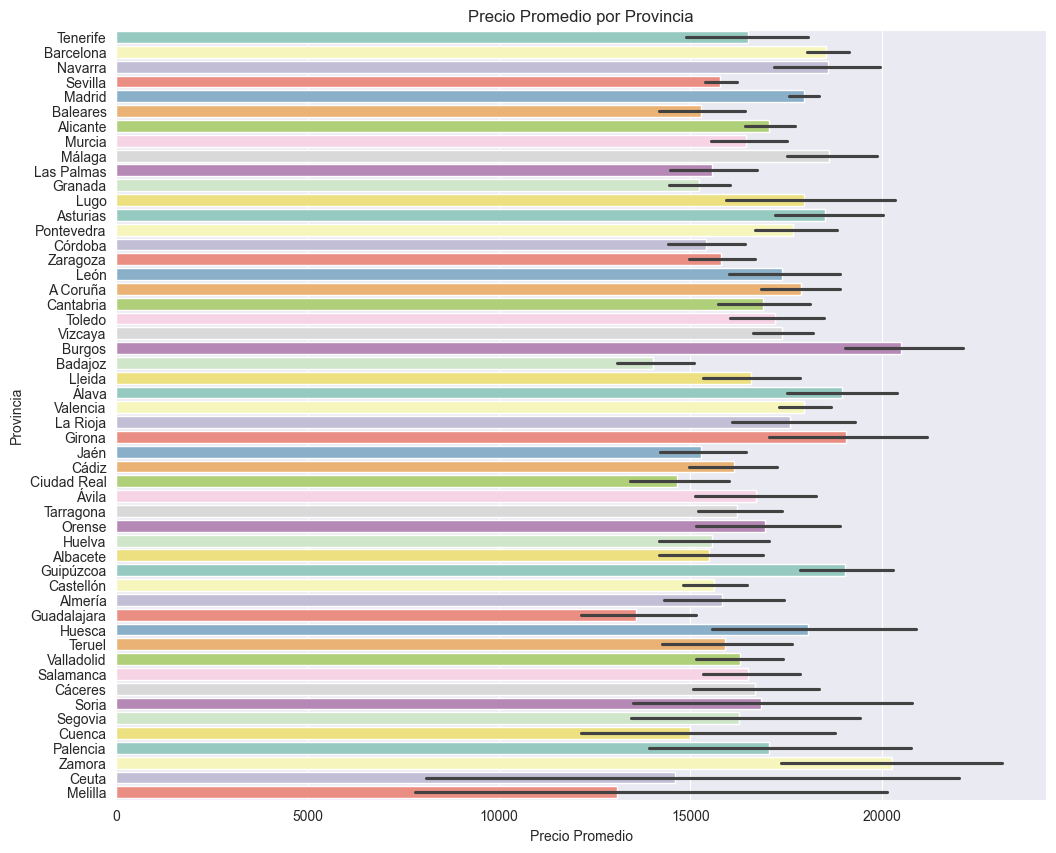 Precio Promedio por Provincia
Provincia
Tenerife
Barcelona
Navarra
Sevilla
Madrid
Baleares
Alicante
Murcia
Málaga
Las Palmas
Granada
Lugo
Asturias
Pontevedra
Córdoba
Zaragoza
León
A Coruña
Cantabria
Toledo
Vizcaya
Burgos
Badajoz
Lleida
Álava
Valencia
La Rioja
Girona
Jaén
Cádiz
Ciudad Real
Ávila
Tarragona
Orense
Huelva
Albacete
Guipúzcoa
Castellón
Almería
Guadalajara
Huesca
Teruel
Valladolid
Salamanca
Cáceres
Soria
Segovia
Cuenca
Palencia
Zamora
Ceuta
Melilla
0 5000 10000 15000 20000
Precio Promedio